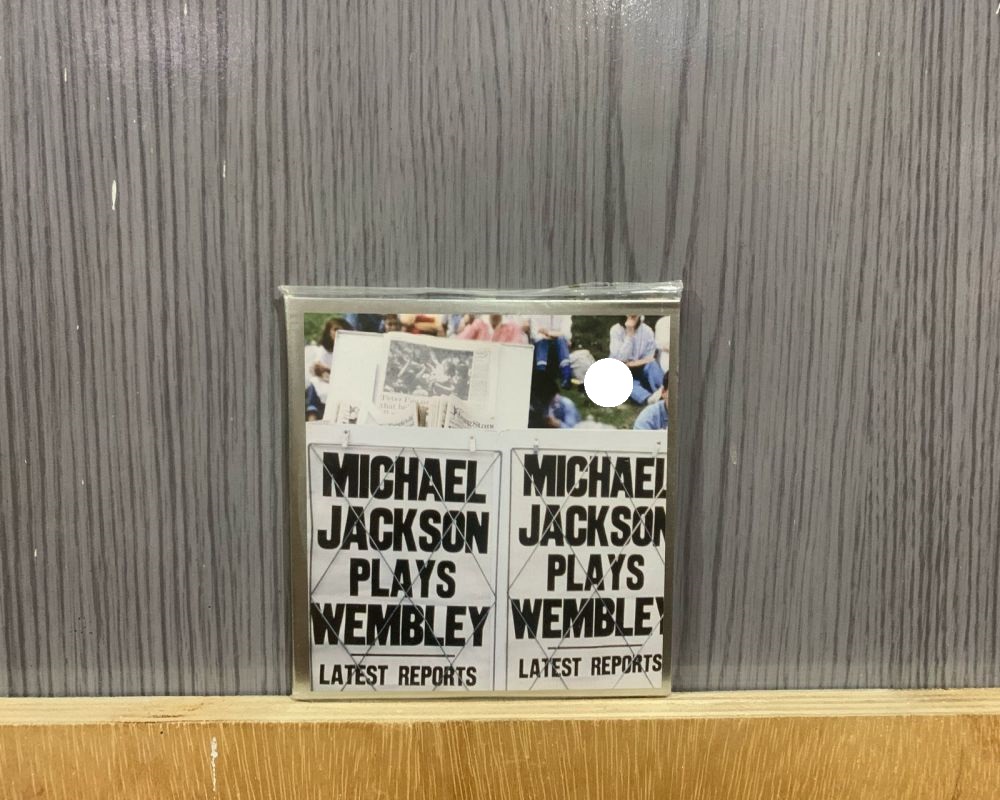 MICHAEL
JACKSON
PLAYS
WEMBLEY
LATEST REPORTS
MICHAEL
JACKSON
PLAYS
WEMBLEY
LATEST REPORTS